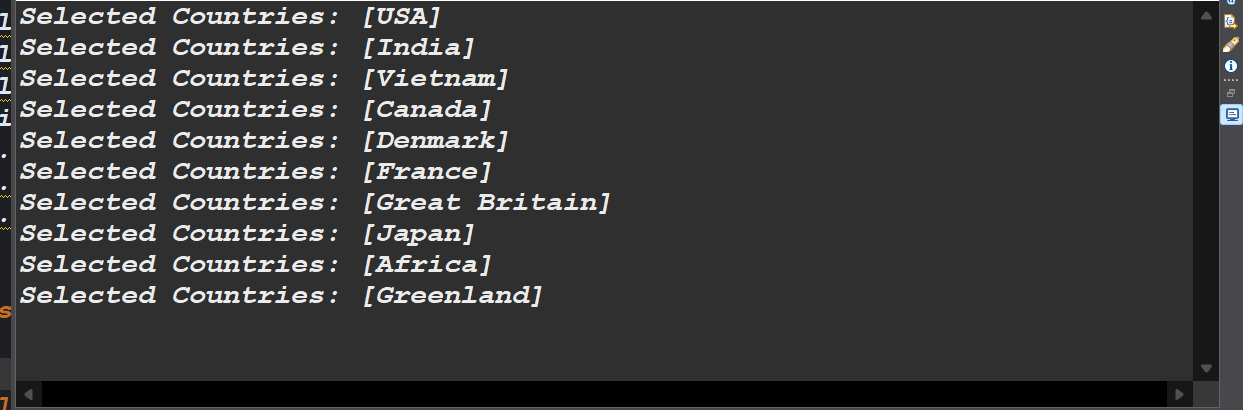 Selected Countries: [USA]
Selected Countries: [India]
Selected Countries: [Vietnam]
Selected Countries: [Canada]
Selected Countries: [Denmark]
Selected Countries: [France]
Selected Countries: [Great Britain]
Selected Countries: [Japan]
Selected Countries: [Africa]
Selected Countries: [Greenland]